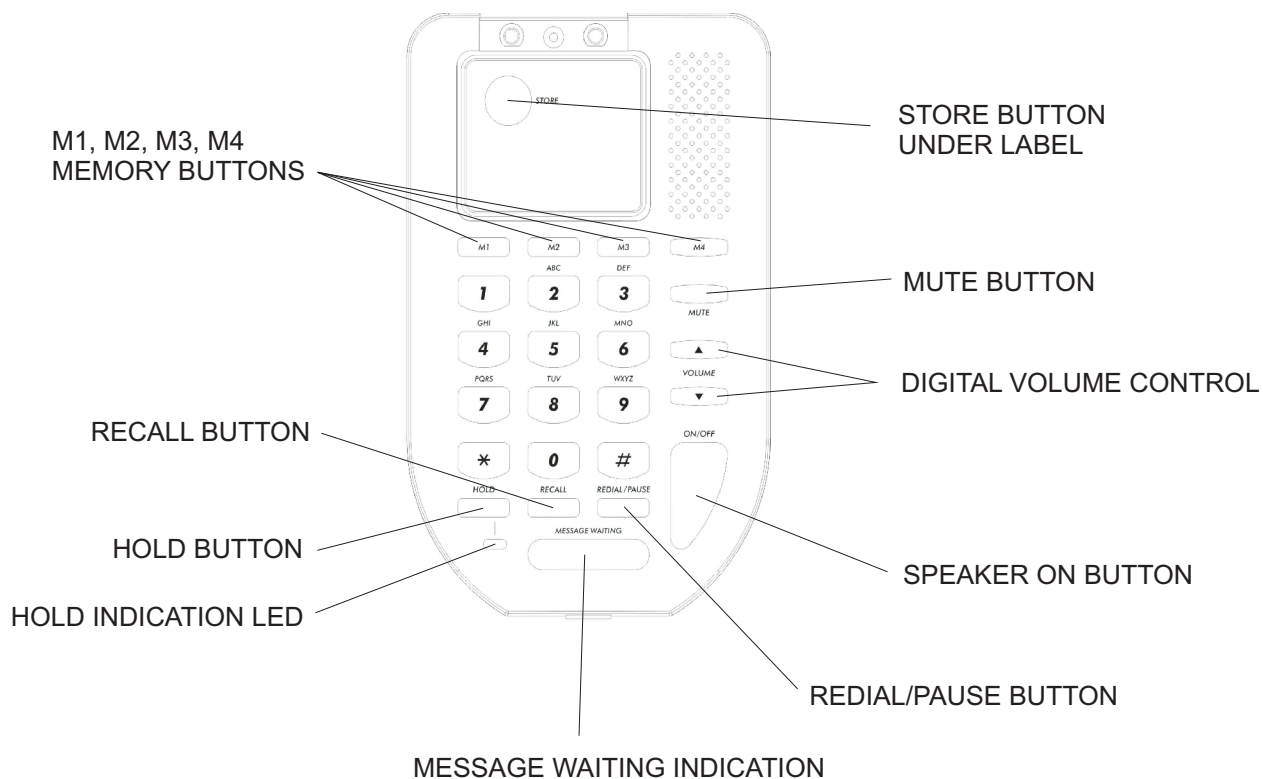 STORE
STORE BUTTON
UNDER LABEL
M1, M2, M3, M4
MEMORY BUTTONS
M1 M2 M3 M4
ABC DEF
1 2 3
MUTE BUTTON
MUTE
GHI JKL MNO
4 5 6 ▲
VOLUME
PQRS TUV WXYZ
DIGITAL VOLUME CONTROL
7 8 9 ▼
RECALL BUTTON
ON/OFF
* 0 #
HOLD RECALL REDIAL/PAUSE
MESSAGE WAITING
HOLD BUTTON
SPEAKER ON BUTTON
HOLD INDICATION LED
REDIAL/PAUSE BUTTON
MESSAGE WAITING INDICATION